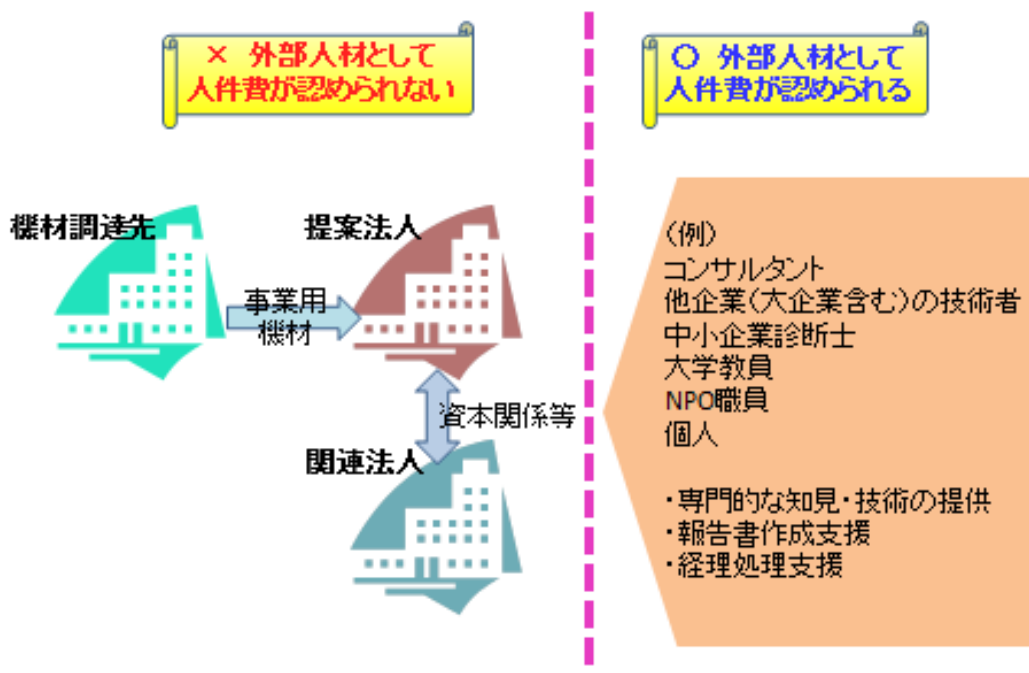 × 外部人材として
人件費が認められない
○ 外部人材として
人件費が認められる
機材調達先
提案法人
事業用
機材
資本関係等
関連法人
(例)
コンサルタント
他企業(大企業含む)の技術者
中小企業診断士
大学教員
NPO職員
個人
・専門的な知見・技術の提供
・報告書作成支援
・経理処理支援